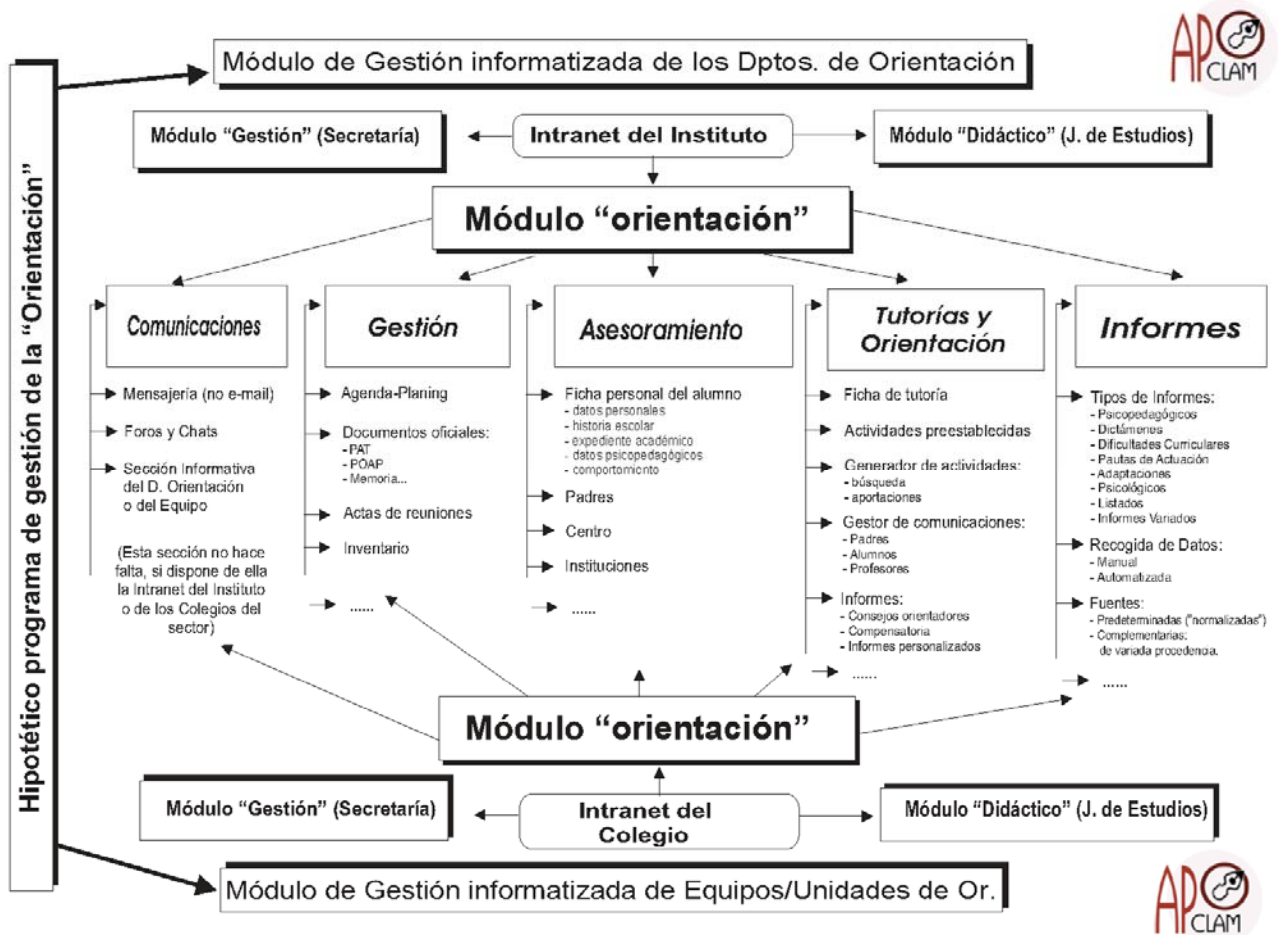 Hipotético programa de gestión de la "Orientación"
Módulo de Gestión informatizada de los Dptos. de Orientación
APO
CLAM
Módulo "Gestión" (Secretaría)
Intranet del Instituto
Módulo "Didáctico" (J. de Estudios)
Módulo "orientación"
Comunicaciones
Mensajería (no e-mail)
Foros y Chats
Sección Informativa
del D. Orientación
o del Equipo
(Esta sección no hace
falta, si dispone de ella
la Intranet del Instituto
o de los Colegios del
sector)
Gestión
Agenda-Planing
Documentos oficiales:
- PAT
- POAP
- Memoria...
Actas de reuniones
Inventario
......
Asesoramiento
Ficha personal del alumno
- datos personales
- historia escolar
- expediente académico
- datos psicopedagógicos
- comportamiento
Padres
Centro
Instituciones
......
Tutorías y
Orientación
Ficha de tutoría
Actividades preestablecidas
Generador de actividades:
- búsqueda
- aportaciones
Gestor de comunicaciones:
- Padres
- Alumnos
- Profesores
Informes:
- Consejos orientadores
- Compensatoria
- Informes personalizados
......
Informes
Tipos de Informes:
- Psicopedagógicos
- Dictámenes
- Dificultades Curriculares
- Pautas de Actuación
- Adaptaciones
- Psicológicos
- Listados
- Informes Variados
Recogida de Datos:
- Manual
- Automatizada
Fuentes:
- Predeterminadas ("normalizadas")
- Complementarias:
de variada procedencia.
......
Módulo "orientación"
Módulo "Gestión" (Secretaría)
Intranet del
Colegio
Módulo "Didáctico" (J. de Estudios)
Módulo de Gestión informatizada de Equipos/Unidades de Or.
APO
CLAM